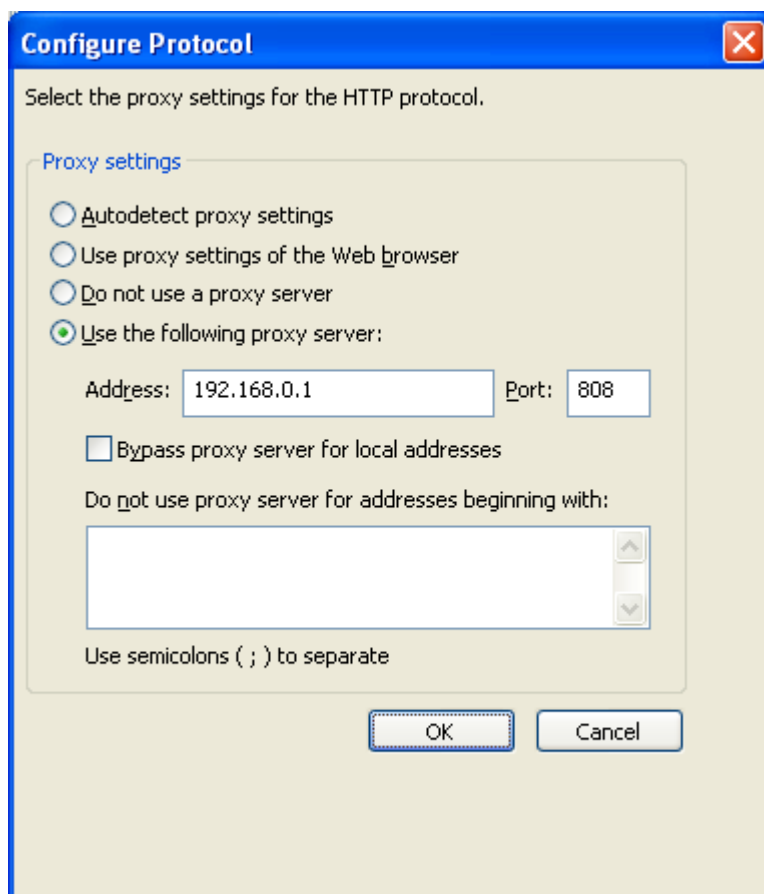 Configure Protocol
Select the proxy settings for the HTTP protocol.
Proxy settings
Autodetect proxy settings
Use proxy settings of the Web browser
Do not use a proxy server
Use the following proxy server:
Address: 192.168.0.1 Port: 808
Bypass proxy server for local addresses
Do not use proxy server for addresses beginning with:
Use semicolons ( ; ) to separate
OK Cancel